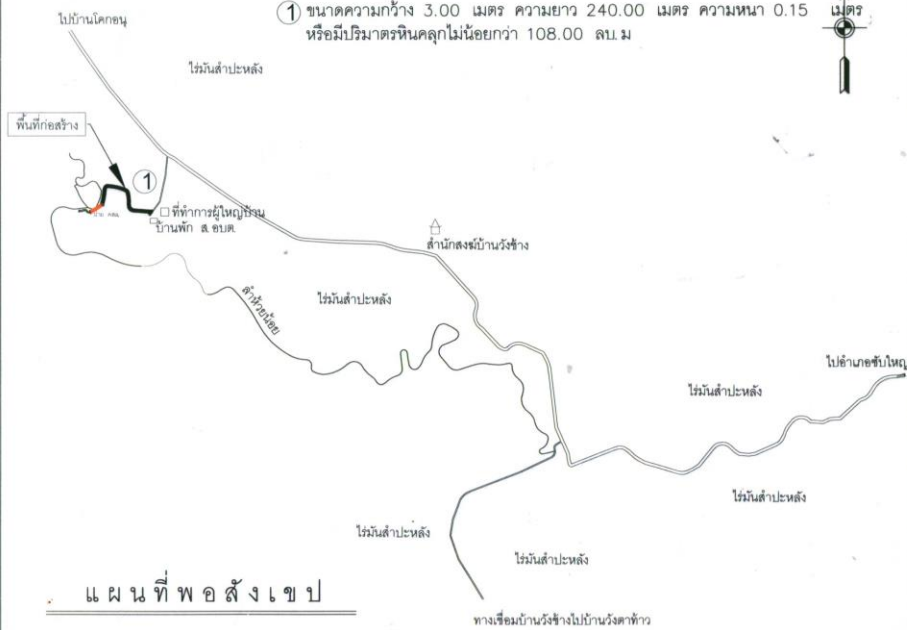 ① ขนาดความกว้าง 3.00 เมตร ความยาว 240.00 เมตร ความหนา 0.15 เมตร
หรือมีปริมาตรหินคลุกไม่น้อยกว่า 108.00 ลบ.ม
ไปบ้านโคกอนุ
ไร่มันสำปะหลัง
พื้นที่ก่อสร้าง
①
ที่ทำการผู้ใหญ่บ้าน
บ้านพัก ส.อบต.
สำนักสงฆ์บ้านวังช้าง
ลำห้วยน้อย
ไร่มันสำปะหลัง
ไปอำเภอซับใหญ่
ไร่มันสำปะหลัง
ไร่มันสำปะหลัง
ไร่มันสำปะหลัง
ไร่มันสำปะหลัง
แผนที่พอสังเขป
ทางเชื่อมบ้านวังช้างไปบ้านวังตาท้าว